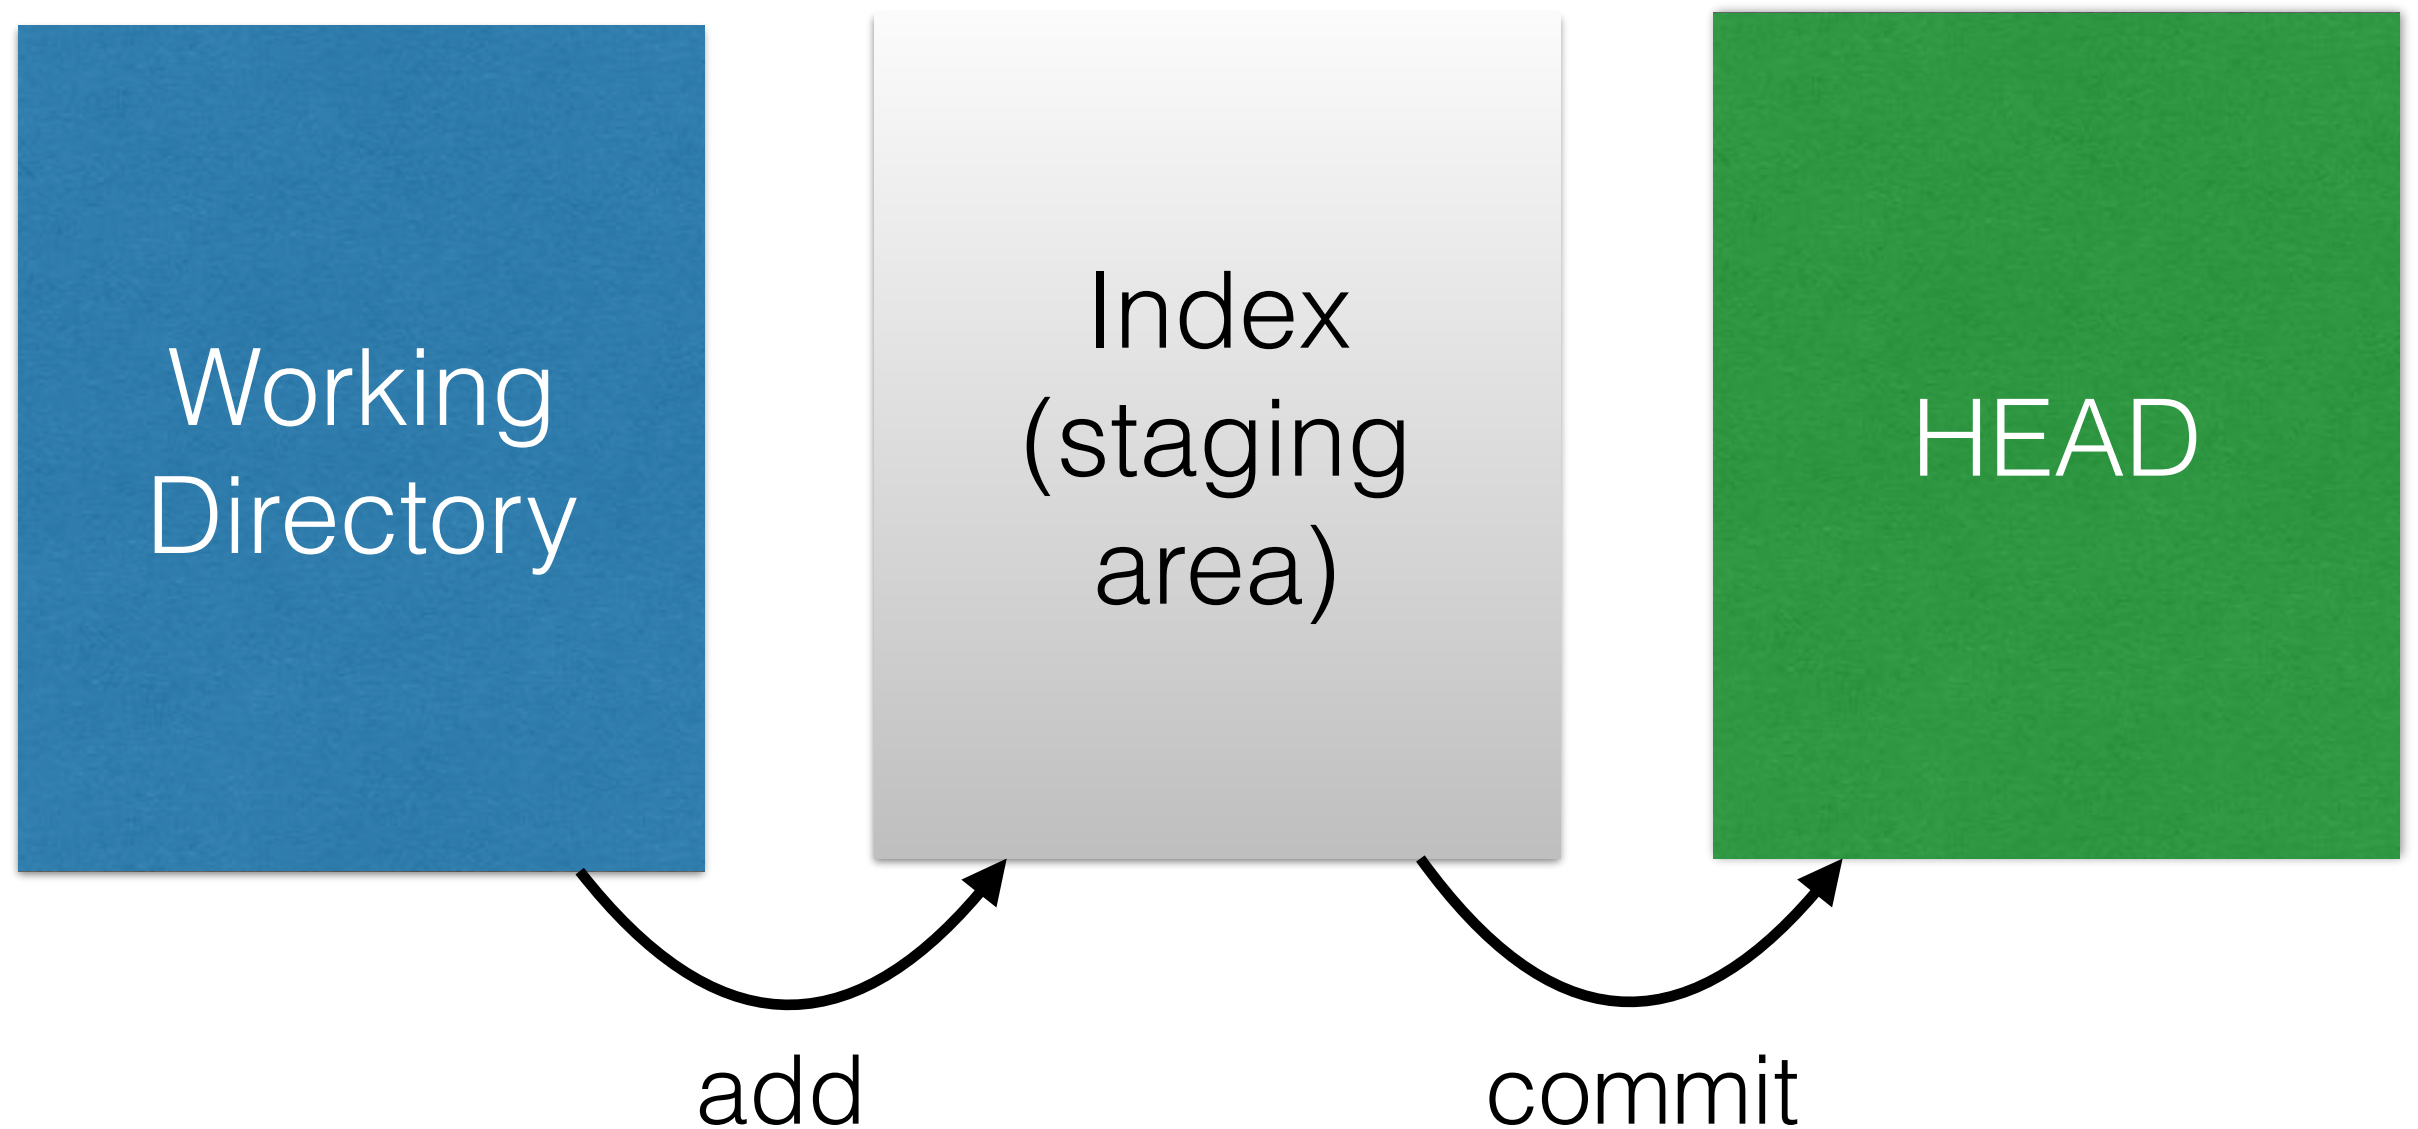 Working
Directory
Index
(staging
area)
HEAD
add
commit